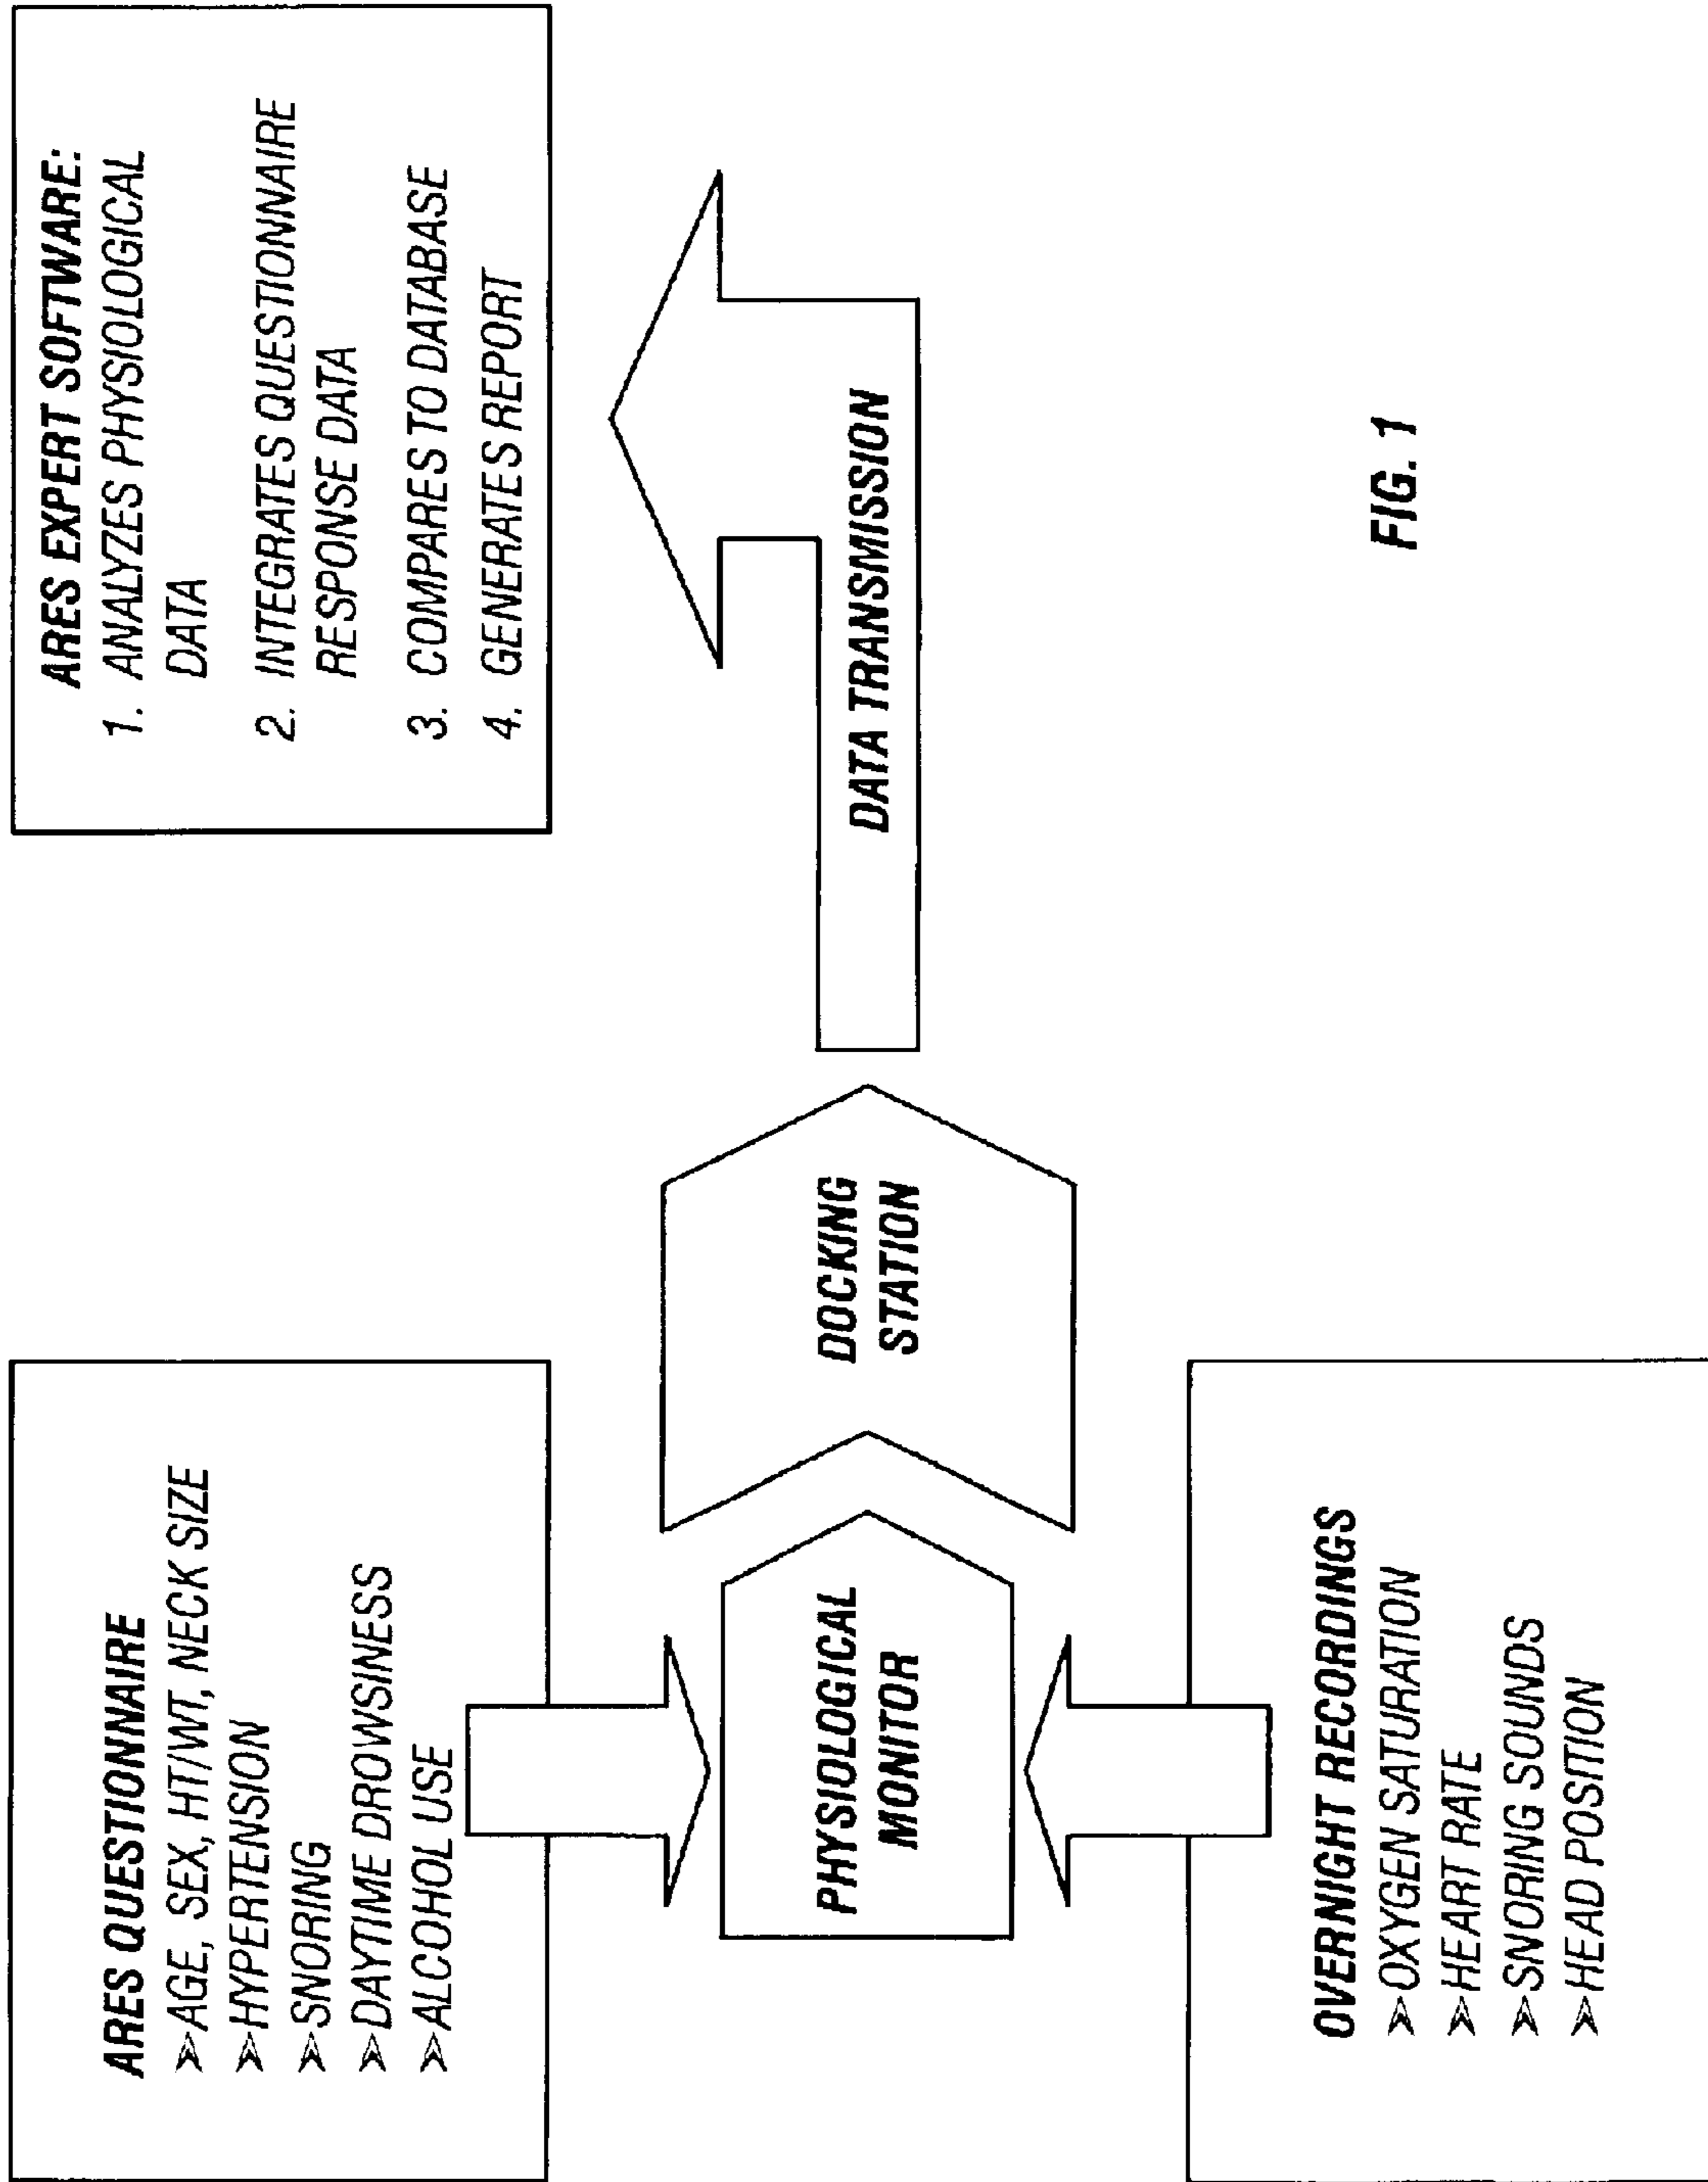 ARES QUESTIONNAIRE
➢AGE, SEX, HT/WT, NECK SIZE
➢HYPERTENSION
➢SNORING
➢DAYTIME DROWSINESS
➢ALCOHOL USE
PHYSIOLOGICAL
MONITOR
OVERNIGHT RECORDINGS
➢OXYGEN SATURATION
➢HEART RATE
➢SNORING SOUNDS
➢HEAD POSITION
DOCKING
STATION
DATA TRANSMISSION
ARES EXPERT SOFTWARE:
1. ANALYZES PHYSIOLOGICAL
DATA
2. INTEGRATES QUESTIONNAIRE
RESPONSE DATA
3. COMPARES TO DATABASE
4. GENERATES REPORT
FIG. 1